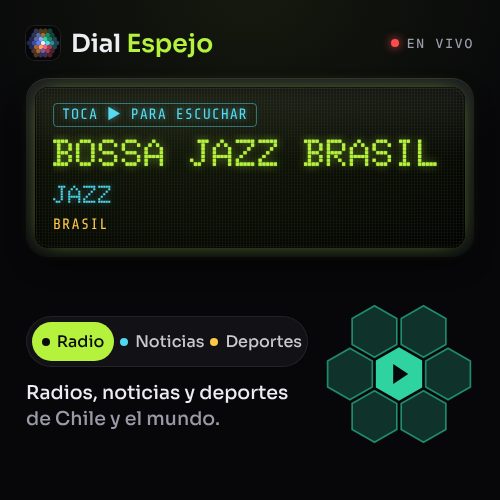 Dial Espejo
EN VIVO
TOCA ▶ PARA ESCUCHAR
BOSSA JAZZ BRASIL
JAZZ
BRASIL
Radio
Noticias
Deportes
Radios, noticias y deportes
de Chile y el mundo.